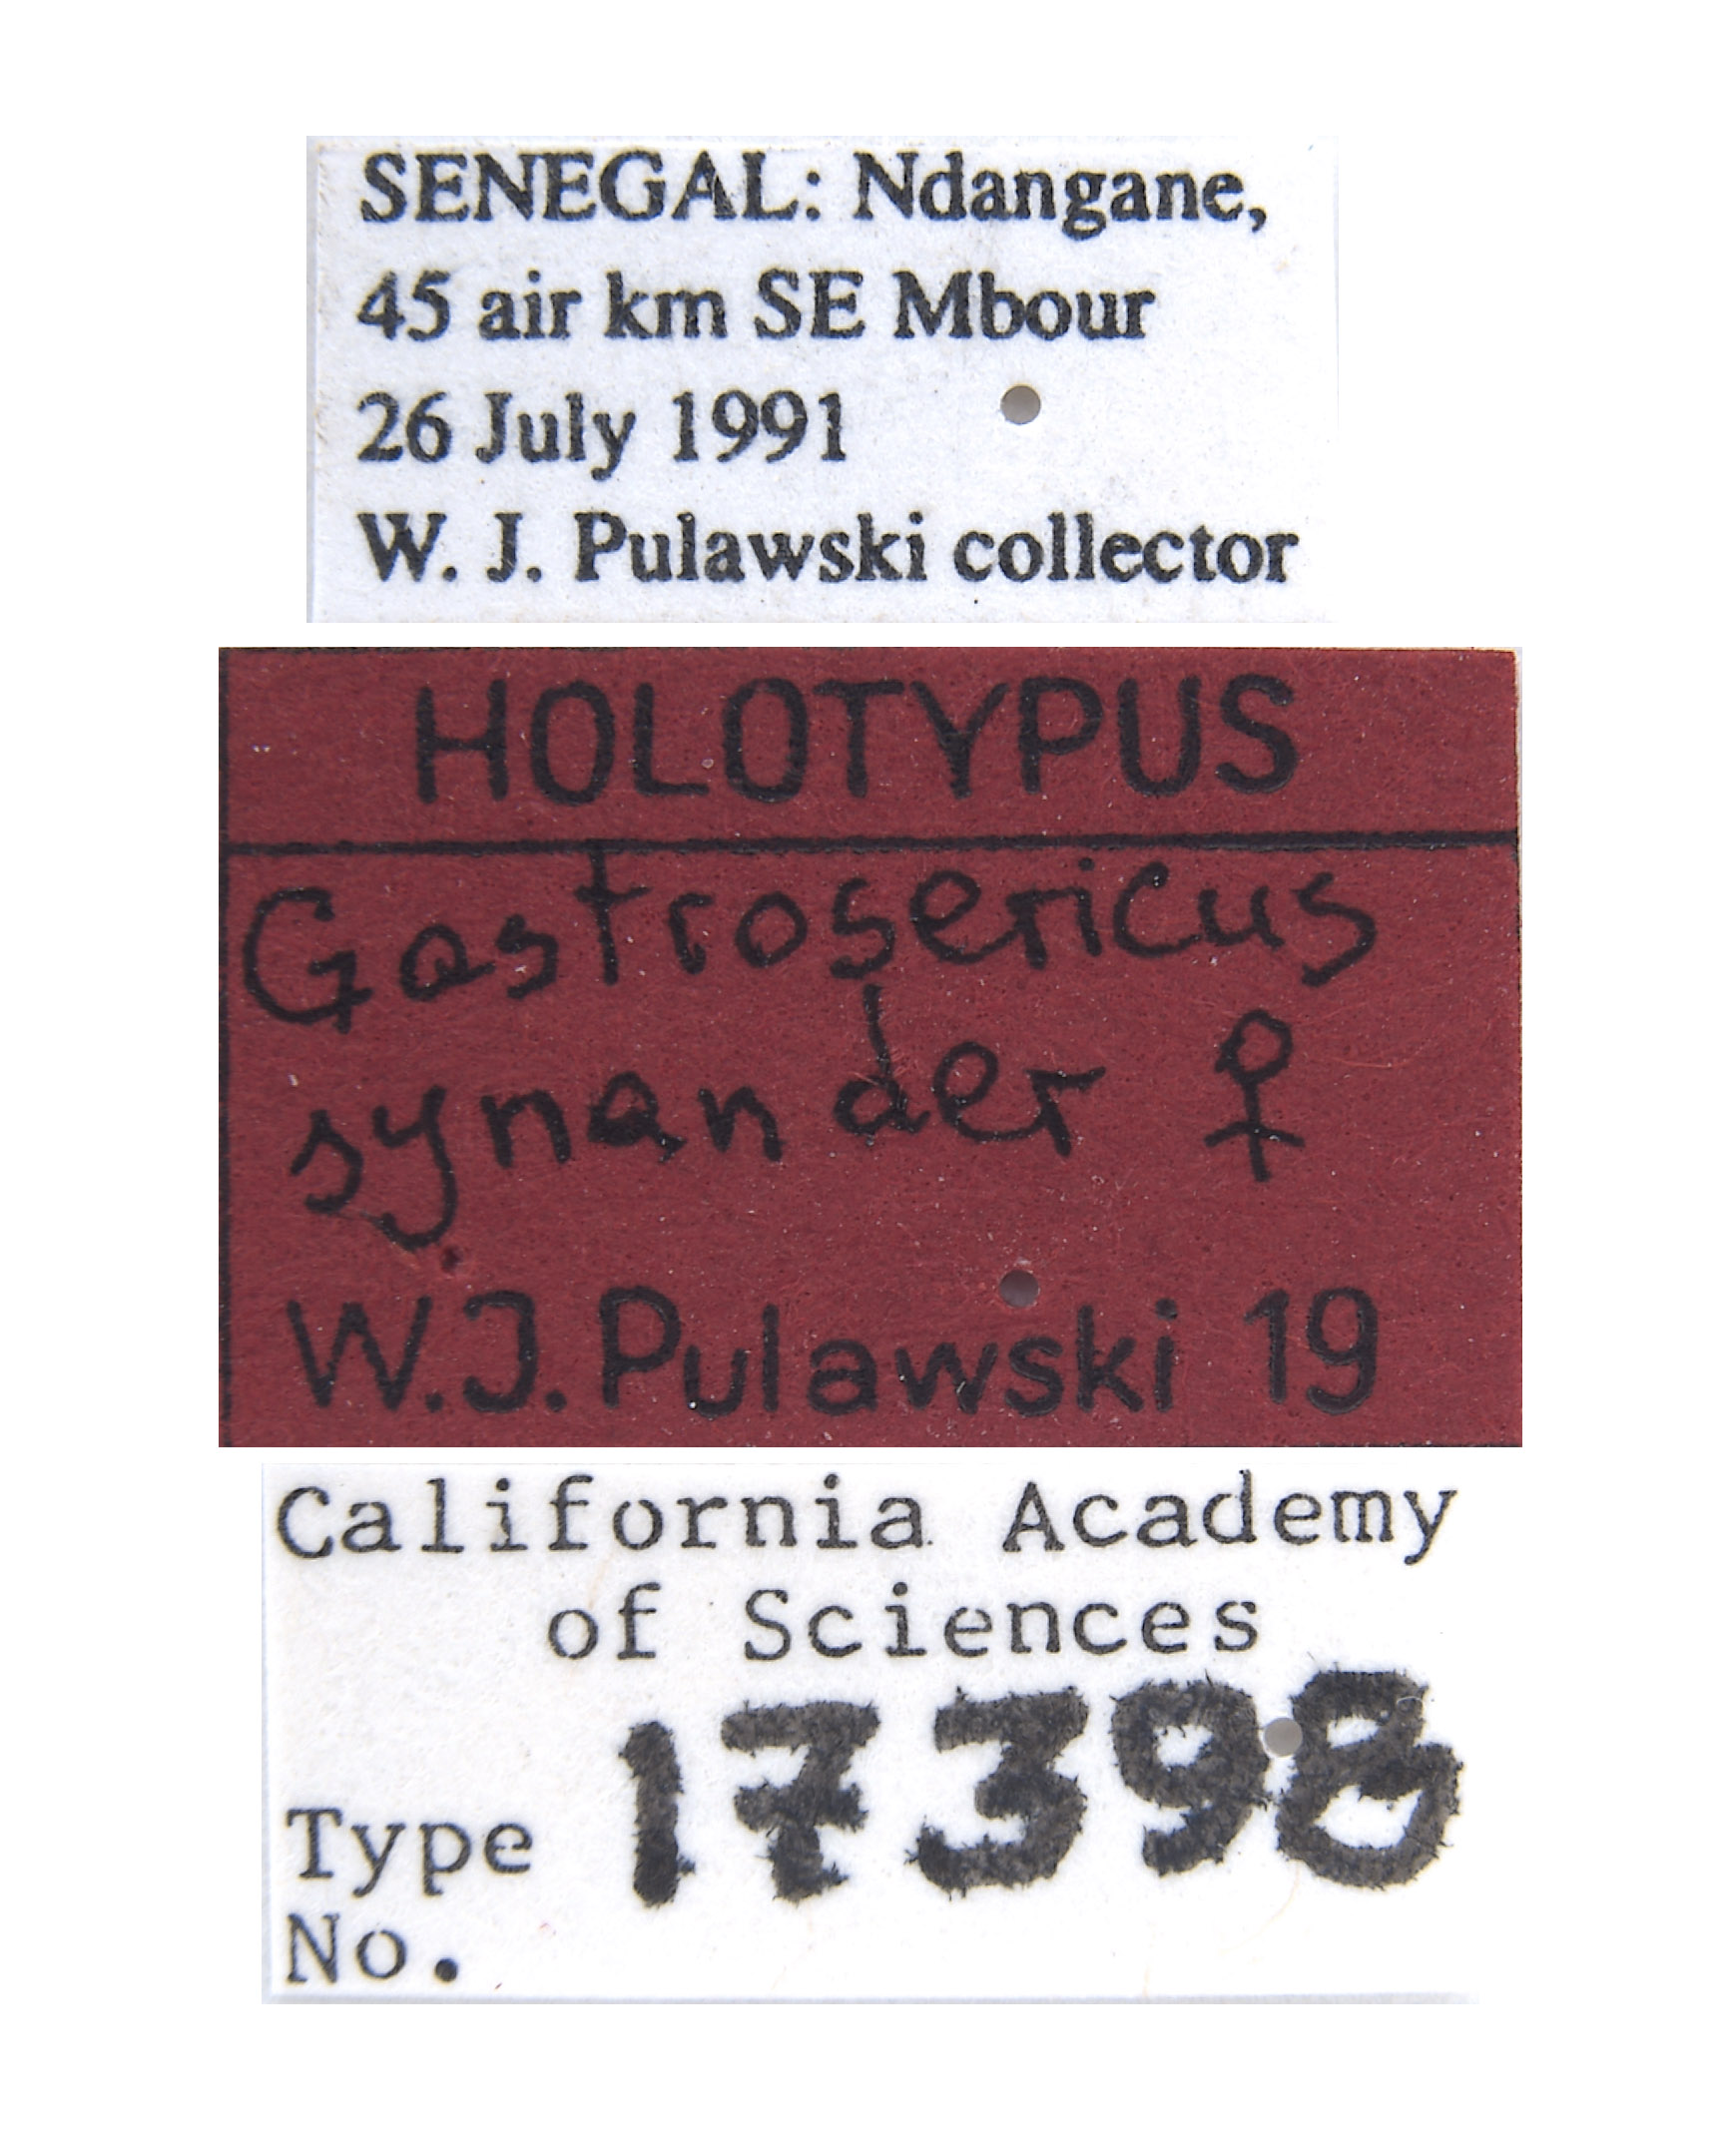 SENEGAL: Ndangane,
45 air km SE Mbour
26 July 1991
W. J. Pulawski collector
HOLOTYPUS
Gastrosericus
synander ♀
W.J.Pulawski 19
California Academy
of Sciences
Type 17398
No.